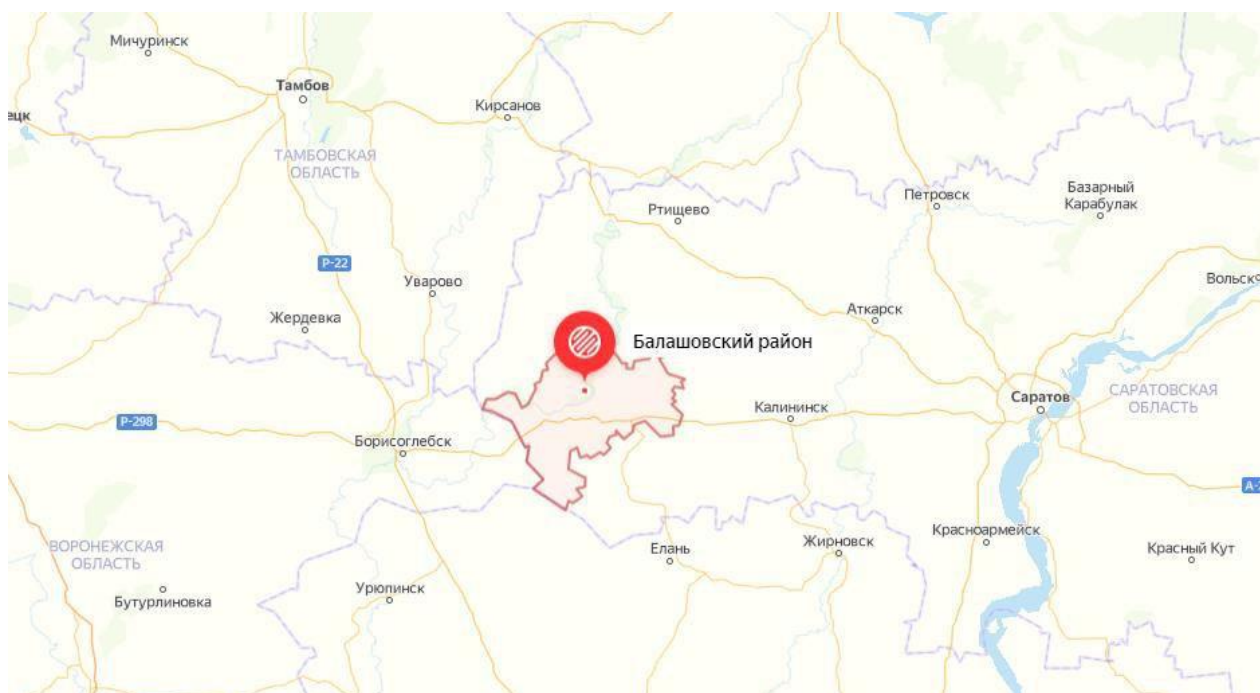 Мичуринск
Тамбов
ецк
Кирсанов
ТАМБОВСКАЯ
ОБЛАСТЬ
Петровск
Базарный
Карабулак
Ртищево
Р-22
Уварово
Вольск
Жердевка
Аткарск
Балашовский район
САРАТОВСКАЯ
ОБЛАСТЬ
Саратов
Калининск
Р-298
Борисоглебск
А-
Красноармейск
ВОРОНЕЖСКАЯ
ОБЛАСТЬ
Елань
Жирновск
Красный Кут
Урюпинск
Бутурлиновка